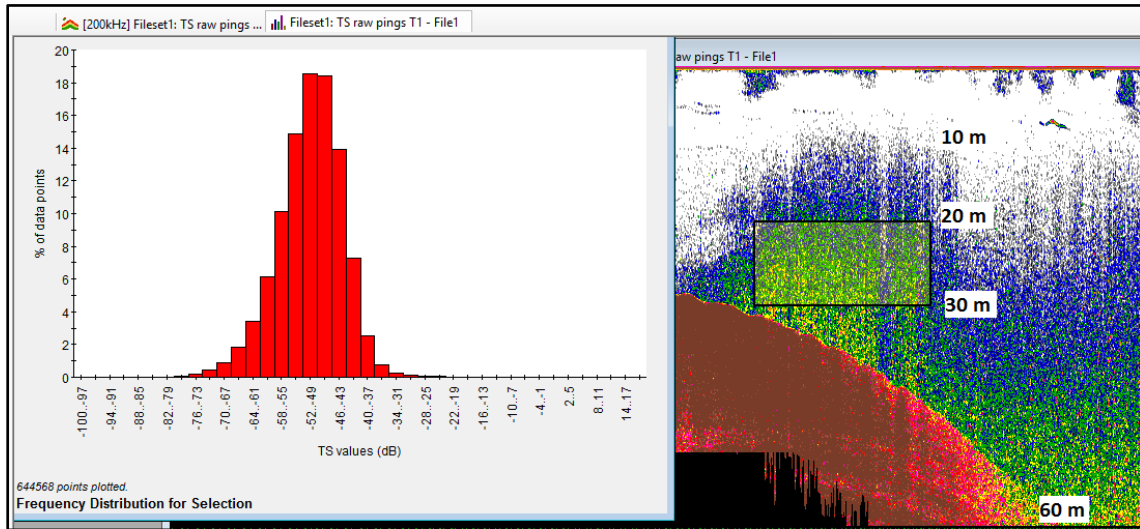 [200kHz] Fileset1: TS raw pings ...
Fileset1: TS raw pings T1 - File1
aw pings T1 - File1
20
18
16
14
12
10
8
6
4
2
0
% of data points
-100..-97
-94..-91
-88..-85
-82..-79
-76..-73
-70..-67
-64..-61
-58..-55
-52..-49
-46..-43
-40..-37
-34..-31
-28..-25
-22..-19
-16..-13
-10..-7
-4..-1
2..5
8..11
14..17
TS values (dB)
644568 points plotted.
Frequency Distribution for Selection
10 m
20 m
30 m
60 m